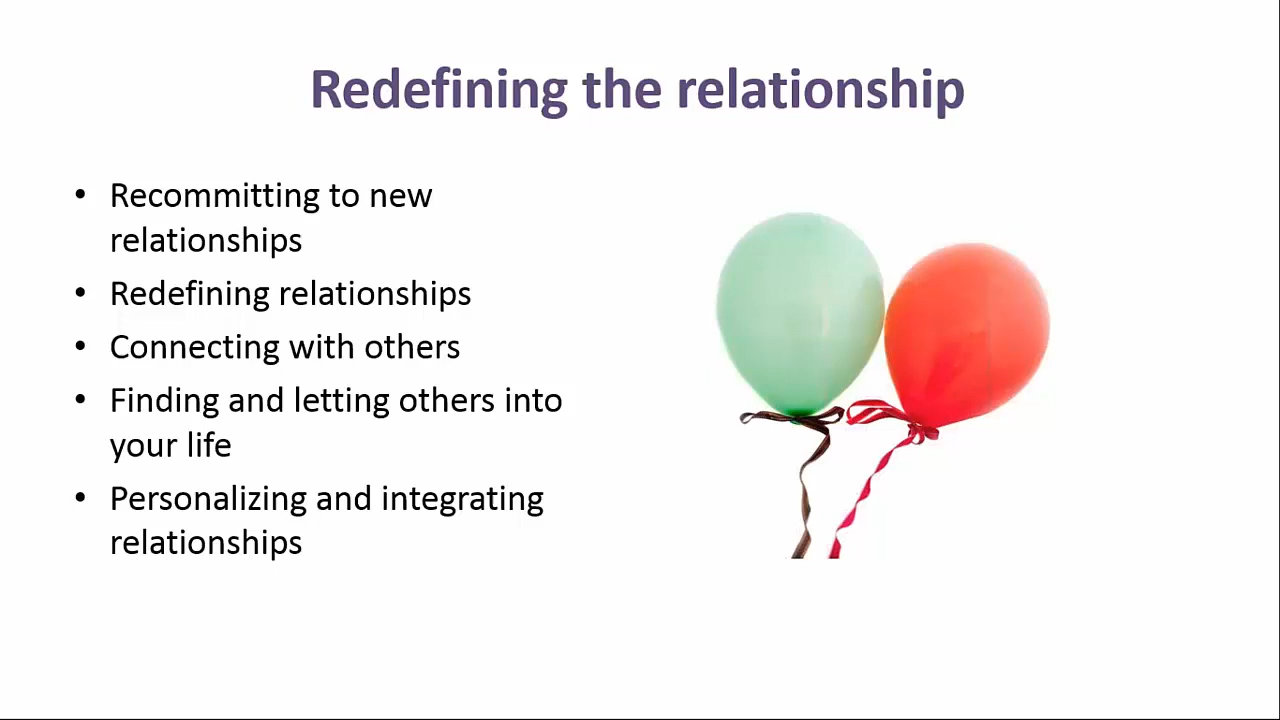 Redefining the relationship
• Recommitting to new
relationships
• Redefining relationships
• Connecting with others
• Finding and letting others into
your life
• Personalizing and integrating
relationships